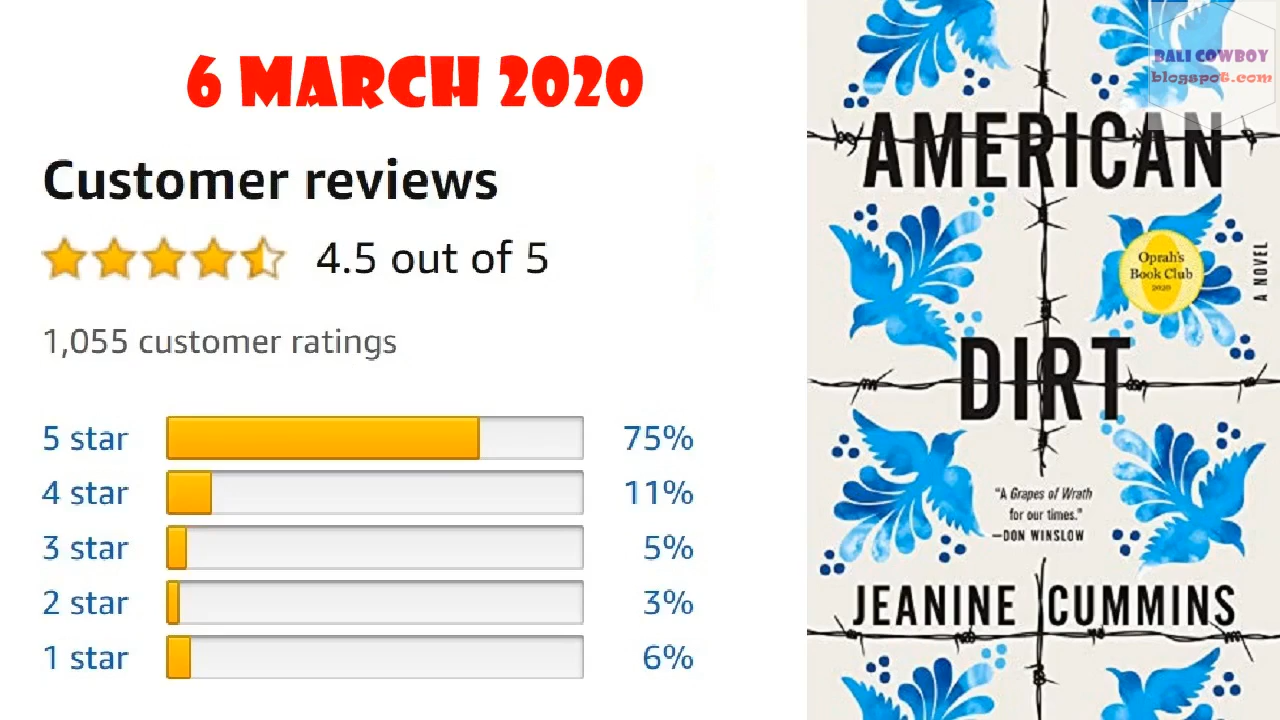 6 MARCH 2020
Customer reviews
4.5 out of 5
1,055 customer ratings
5 star 75%
4 star 11%
3 star 5%
2 star 3%
1 star 6%
BALI COWBOY
blogspot.com
AMERICAN
Oprah's
Book Club
2020
A NOVEL
DIRT
"A Grapes of Wrath
for our times."
—DON WINSLOW
JEANINE CUMMINS